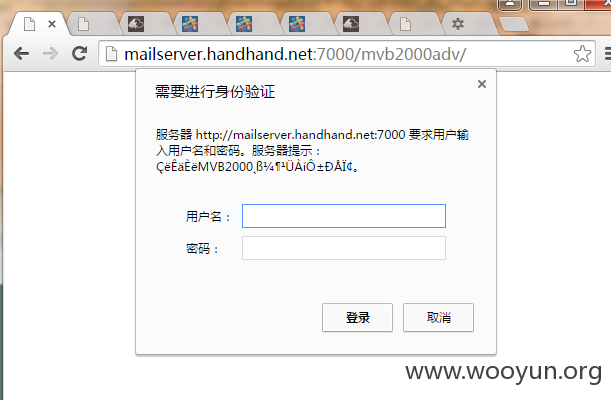 mailserver.handhand.net:7000/mvb2000adv/
需要进行身份验证
服务器 http://mailserver.handhand.net:7000 要求用户输
入用户名和密码。服务器提示：
ÇëÊäÈëMVB2000¸ß¼¶¹ÜÀíÔ±ÐÅÏ¢。
用户名：
密码：
登录
取消
www.wooyun.org